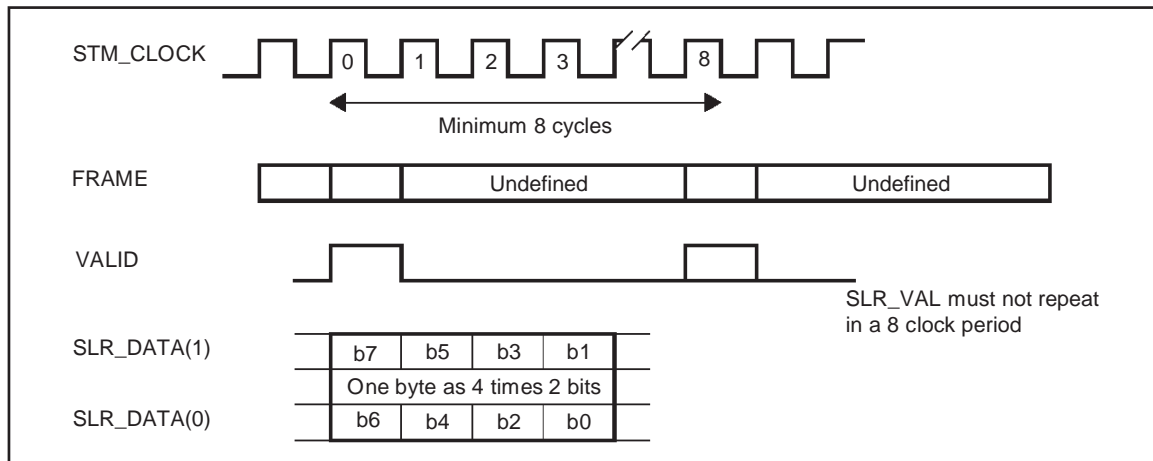 STM_CLOCK
0 1 2 3 8
Minimum 8 cycles
FRAME
Undefined Undefined
VALID
SLR_VAL must not repeat
in a 8 clock period
SLR_DATA(1)
b7 b5 b3 b1
One byte as 4 times 2 bits
SLR_DATA(0)
b6 b4 b2 b0